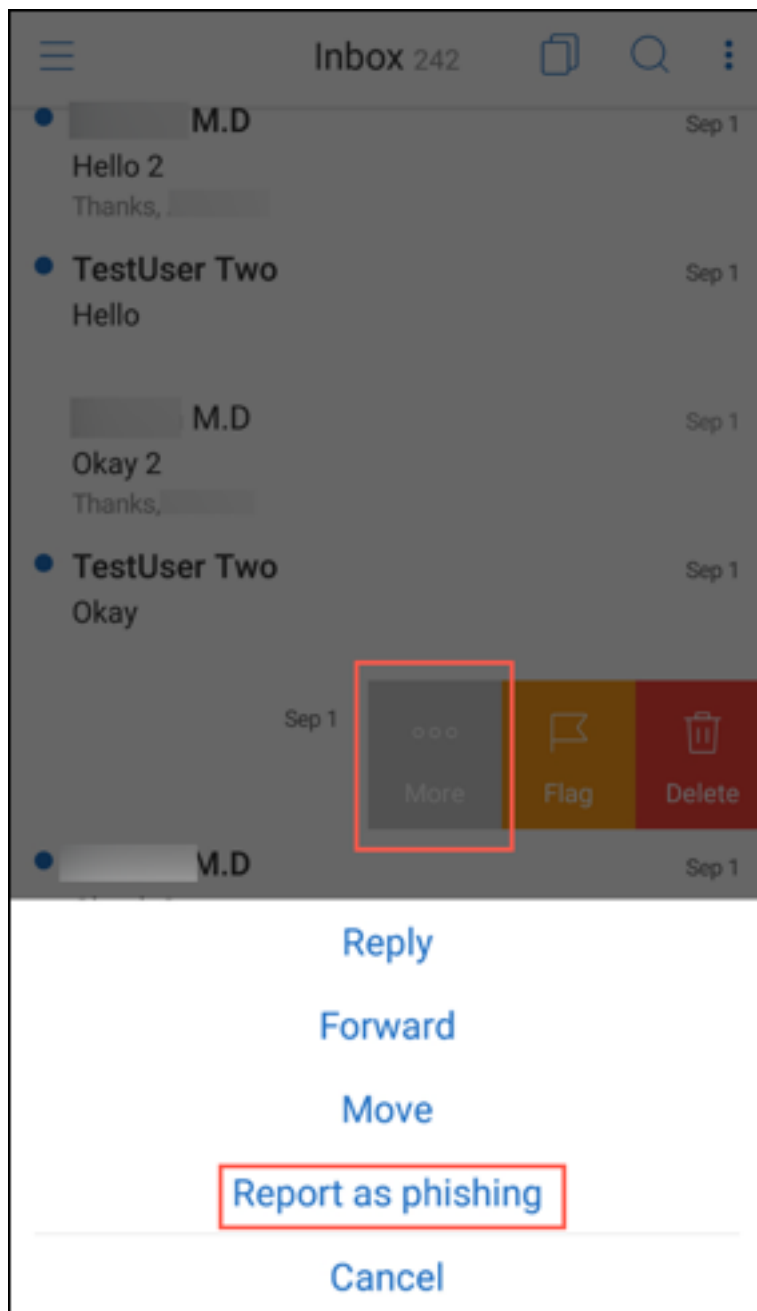 Inbox 242
M.D Sep 1
Hello 2
Thanks,
TestUser Two Sep 1
Hello
M.D Sep 1
Okay 2
Thanks,
TestUser Two Sep 1
Okay
Sep 1
More Flag Delete
M.D Sep 1
Reply
Forward
Move
Report as phishing
Cancel